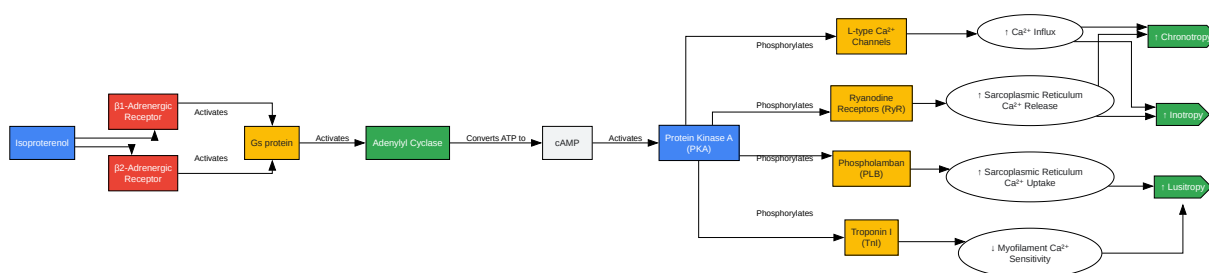 Isoproterenol
β1-Adrenergic
Receptor
β2-Adrenergic
Receptor
Activates
Activates
Gs protein
Activates
Adenylyl Cyclase
Converts ATP to
cAMP
Activates
Protein Kinase A
(PKA)
Phosphorylates
Phosphorylates
Phosphorylates
Phosphorylates
L-type Ca²⁺
Channels
Ryanodine
Receptors (RyR)
Phospholamban
(PLB)
Troponin I
(TnI)
↑ Ca²⁺ Influx
↑ Sarcoplasmic Reticulum
Ca²⁺ Release
↑ Sarcoplasmic Reticulum
Ca²⁺ Uptake
↓ Myofilament Ca²⁺
Sensitivity
↑ Chronotropy
↑ Inotropy
↑ Lusitropy